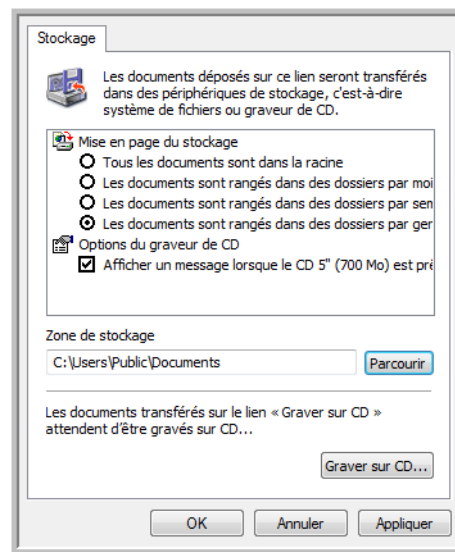 Stockage
Les documents déposés sur ce lien seront transférés
dans des périphériques de stockage, c'est-à-dire
système de fichiers ou graveur de CD.
Mise en page du stockage
Tous les documents sont dans la racine
Les documents sont rangés dans des dossiers par moi
Les documents sont rangés dans des dossiers par sem
Les documents sont rangés dans des dossiers par ger
Options du graveur de CD
Afficher un message lorsque le CD 5" (700 Mo) est prê
Zone de stockage
C:\Users\Public\Documents
Parcourir
Les documents transférés sur le lien « Graver sur CD »
attendent d'être gravés sur CD...
Graver sur CD...
OK
Annuler
Appliquer